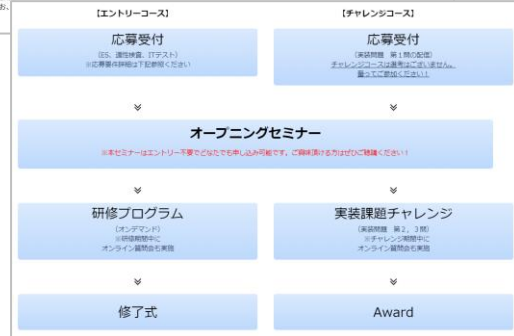 お、
【エントリーコース】
【チャレンジコース】
応募受付
(ES、適性検査、ITテスト)
※応募要件詳細は下記参照ください
応募受付
(実装問題 第1問の配信)
チャレンジコースは選考はございません。
奮ってご参加ください！
オープニングセミナー
※本セミナーはエントリー不要でどなたでも申し込み可能です。ご興味頂ける方はぜひご聴講ください！
研修プログラム
(オンデマンド)
※研修期間中に
オンライン質問会も実施
実装課題チャレンジ
(実装問題 第2，3問)
※チャレンジ期間中に
オンライン質問会も実施
修了式
Award